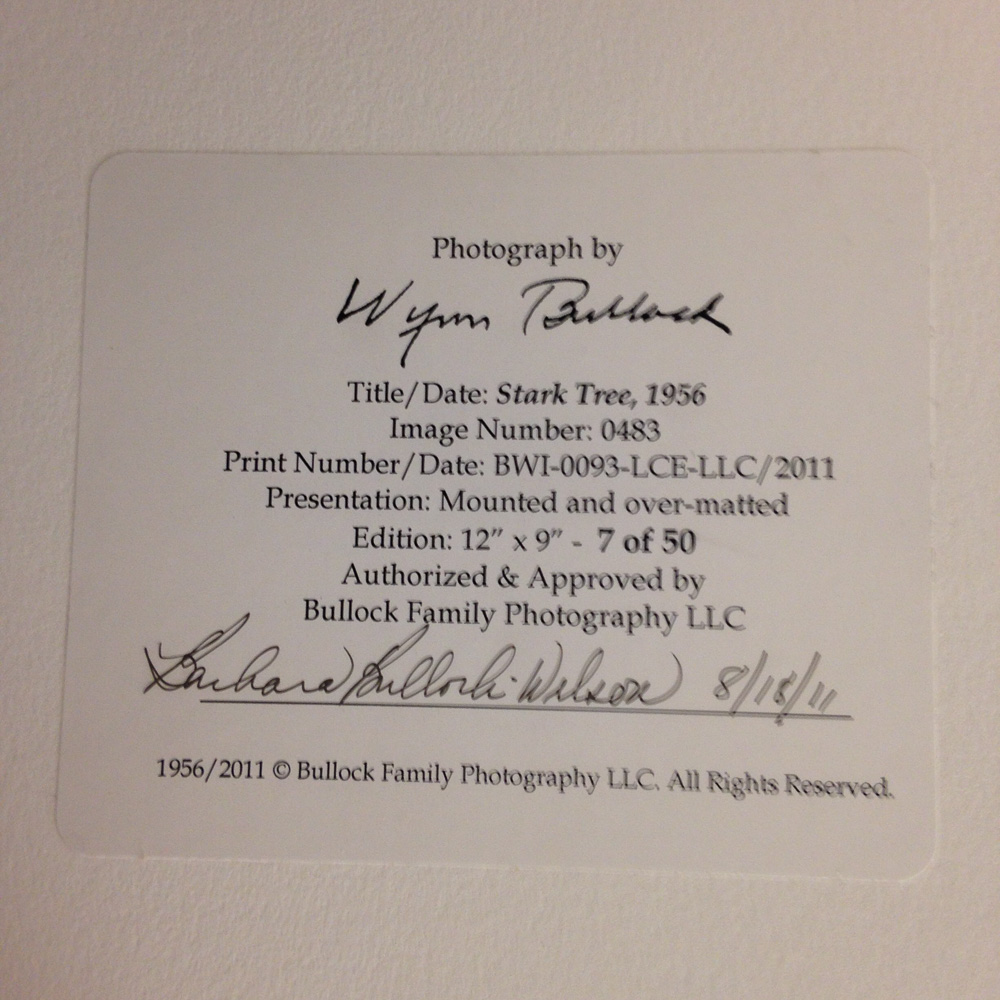 Photograph by
Wynn Bullock
Title/Date: Stark Tree, 1956
Image Number: 0483
Print Number/Date: BWI-0093-LCE-LLC/2011
Presentation: Mounted and over-matted
Edition: 12” x 9” - 7 of 50
Authorized & Approved by
Bullock Family Photography LLC
Barbara Bullock-Wilson 8/18/11
1956/2011 © Bullock Family Photography LLC. All Rights Reserved.